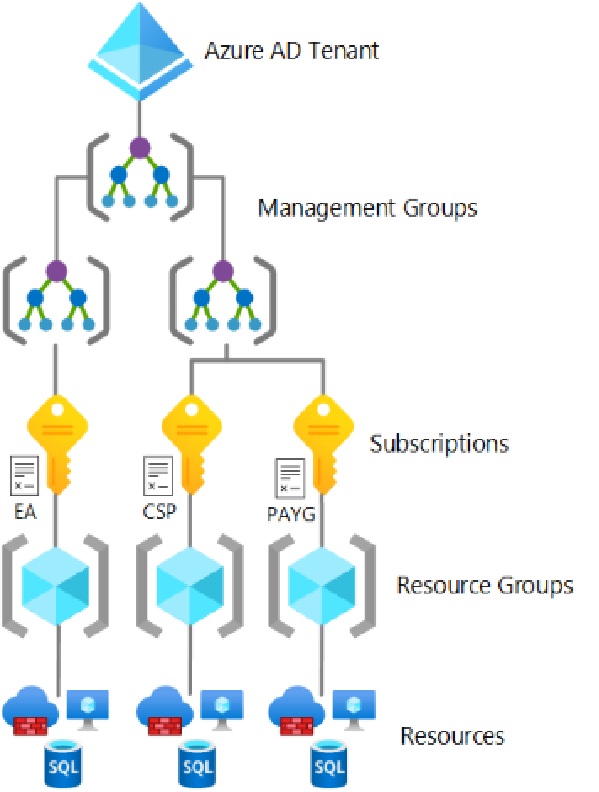 Azure AD Tenant
Management Groups
Subscriptions
EA
CSP
PAYG
Resource Groups
Resources
SQL
SQL
SQL